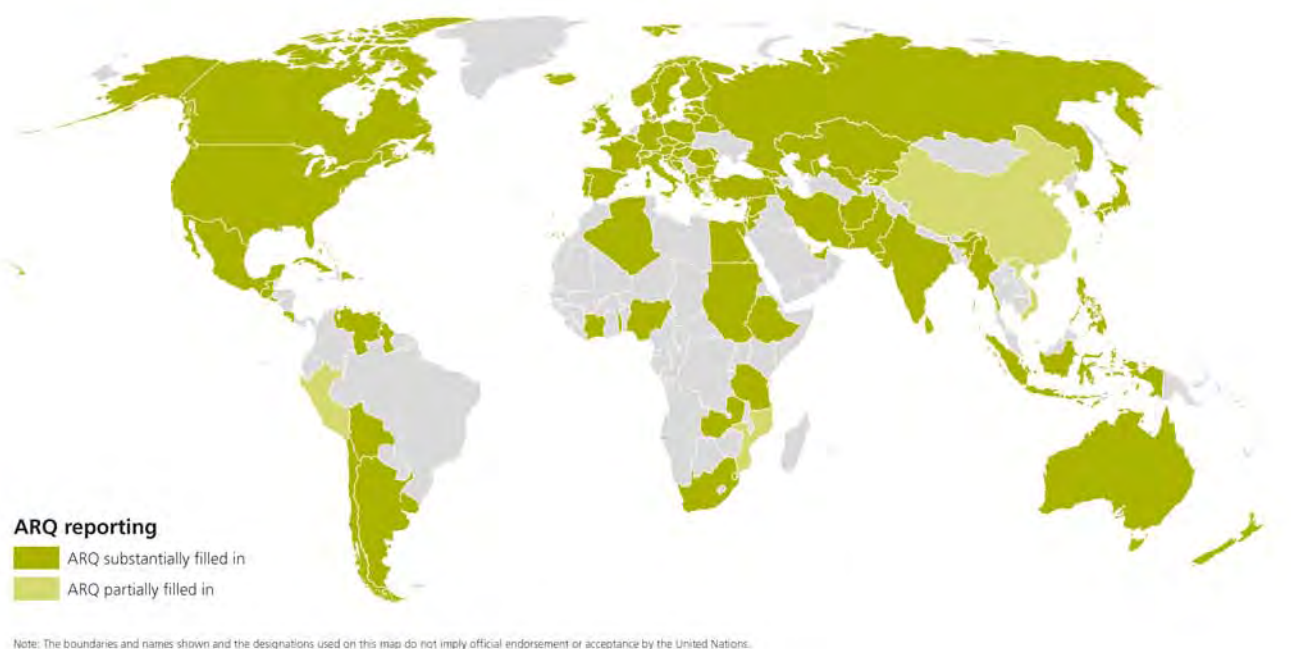 ARQ reporting
ARQ substantially filled in
ARQ partially filled in
Note: The boundaries and names shown and the designations used on this map do not imply official endorsement or acceptance by the United Nations.